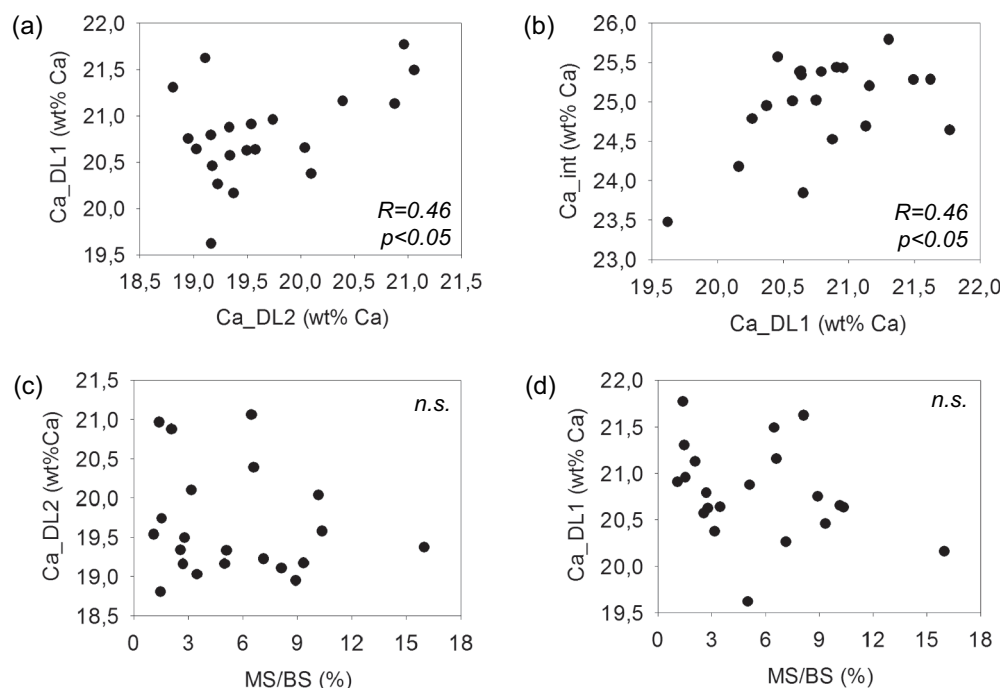 (a)
22,0
21,5
21,0
20,5
20,0
19,5
Ca_DL1 (wt% Ca)
R=0.46
p<0.05
18,5 19,0 19,5 20,0 20,5 21,0 21,5
Ca_DL2 (wt% Ca)
(b)
26,0
25,5
25,0
24,5
24,0
23,5
23,0
Ca_int (wt% Ca)
R=0.46
p<0.05
19,5 20,0 20,5 21,0 21,5 22,0
Ca_DL1 (wt% Ca)
(c)
21,5
21,0
20,5
20,0
19,5
19,0
18,5
Ca_DL2 (wt%Ca)
n.s.
0 3 6 9 12 15 18
MS/BS (%)
(d)
22,0
21,5
21,0
20,5
20,0
19,5
Ca_DL1 (wt% Ca)
n.s.
0 3 6 9 12 15 18
MS/BS (%)